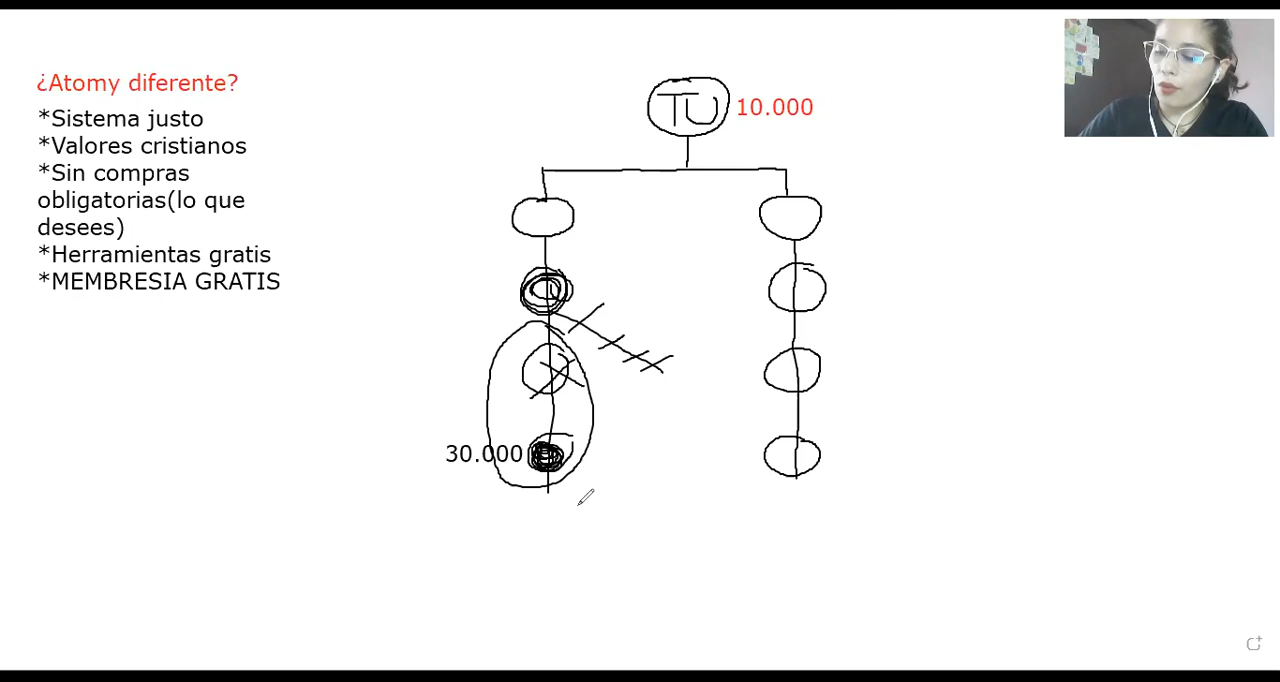 ¿Atomy diferente?
*Sistema justo
*Valores cristianos
*Sin compras
obligatorias(lo que
desees)
*Herramientas gratis
*MEMBRESIA GRATIS
TU
10.000
30.000